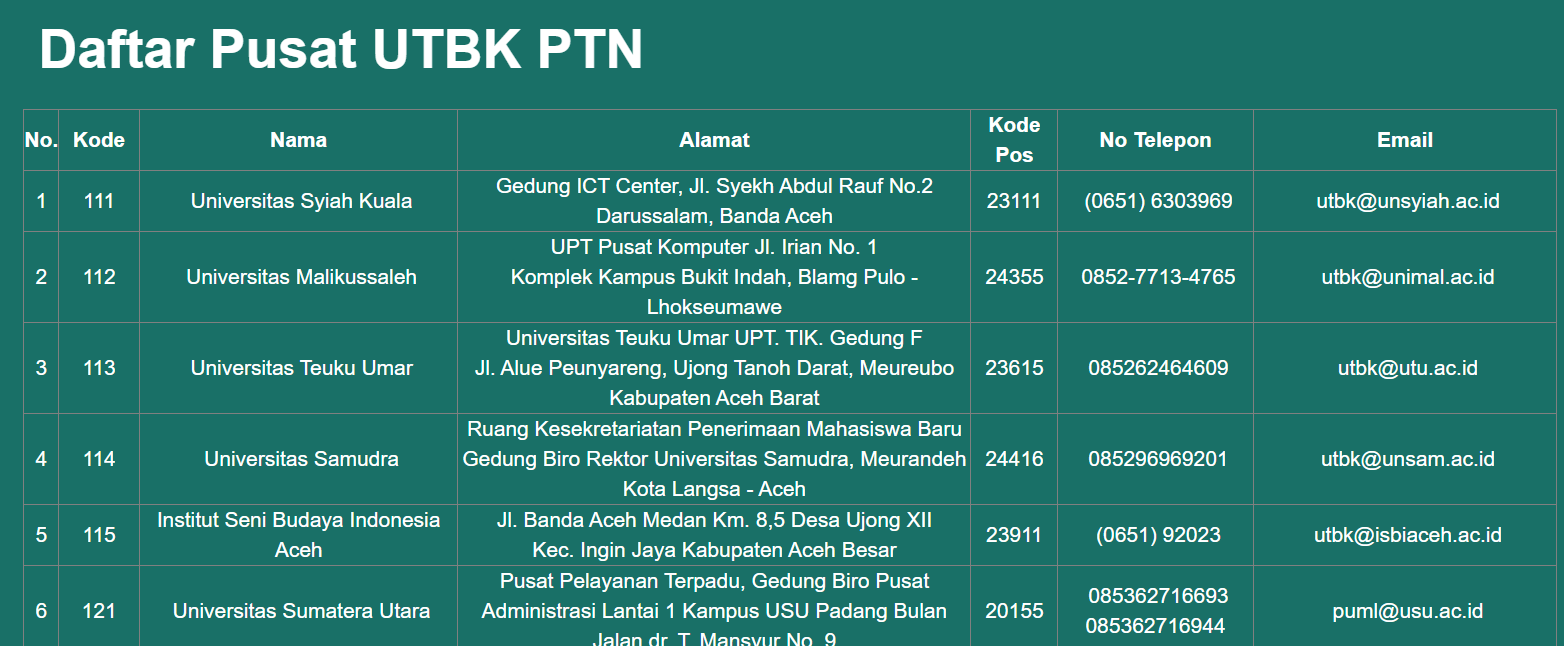 Daftar Pusat UTBK PTN
No. Kode Nama Alamat Kode Pos No Telepon Email
1 111 Universitas Syiah Kuala Gedung ICT Center, Jl. Syekh Abdul Rauf No.2 Darussalam, Banda Aceh 23111 (0651) 6303969 utbk@unsyiah.ac.id
2 112 Universitas Malikussaleh UPT Pusat Komputer Jl. Irian No. 1 Komplek Kampus Bukit Indah, Blamg Pulo - Lhokseumawe 24355 0852-7713-4765 utbk@unimal.ac.id
3 113 Universitas Teuku Umar Universitas Teuku Umar UPT. TIK. Gedung F Jl. Alue Peunyareng, Ujong Tanoh Darat, Meureubo Kabupaten Aceh Barat 23615 085262464609 utbk@utu.ac.id
4 114 Universitas Samudra Ruang Kesekretariatan Penerimaan Mahasiswa Baru Gedung Biro Rektor Universitas Samudra, Meurandeh Kota Langsa - Aceh 24416 085296969201 utbk@unsam.ac.id
5 115 Institut Seni Budaya Indonesia Aceh Jl. Banda Aceh Medan Km. 8,5 Desa Ujong XII Kec. Ingin Jaya Kabupaten Aceh Besar 23911 (0651) 92023 utbk@isbiaceh.ac.id
6 121 Universitas Sumatera Utara Pusat Pelayanan Terpadu, Gedung Biro Pusat Administrasi Lantai 1 Kampus USU Padang Bulan Jalan dr. T. Mansyur No. 9 20155 085362716693 085362716944 puml@usu.ac.id